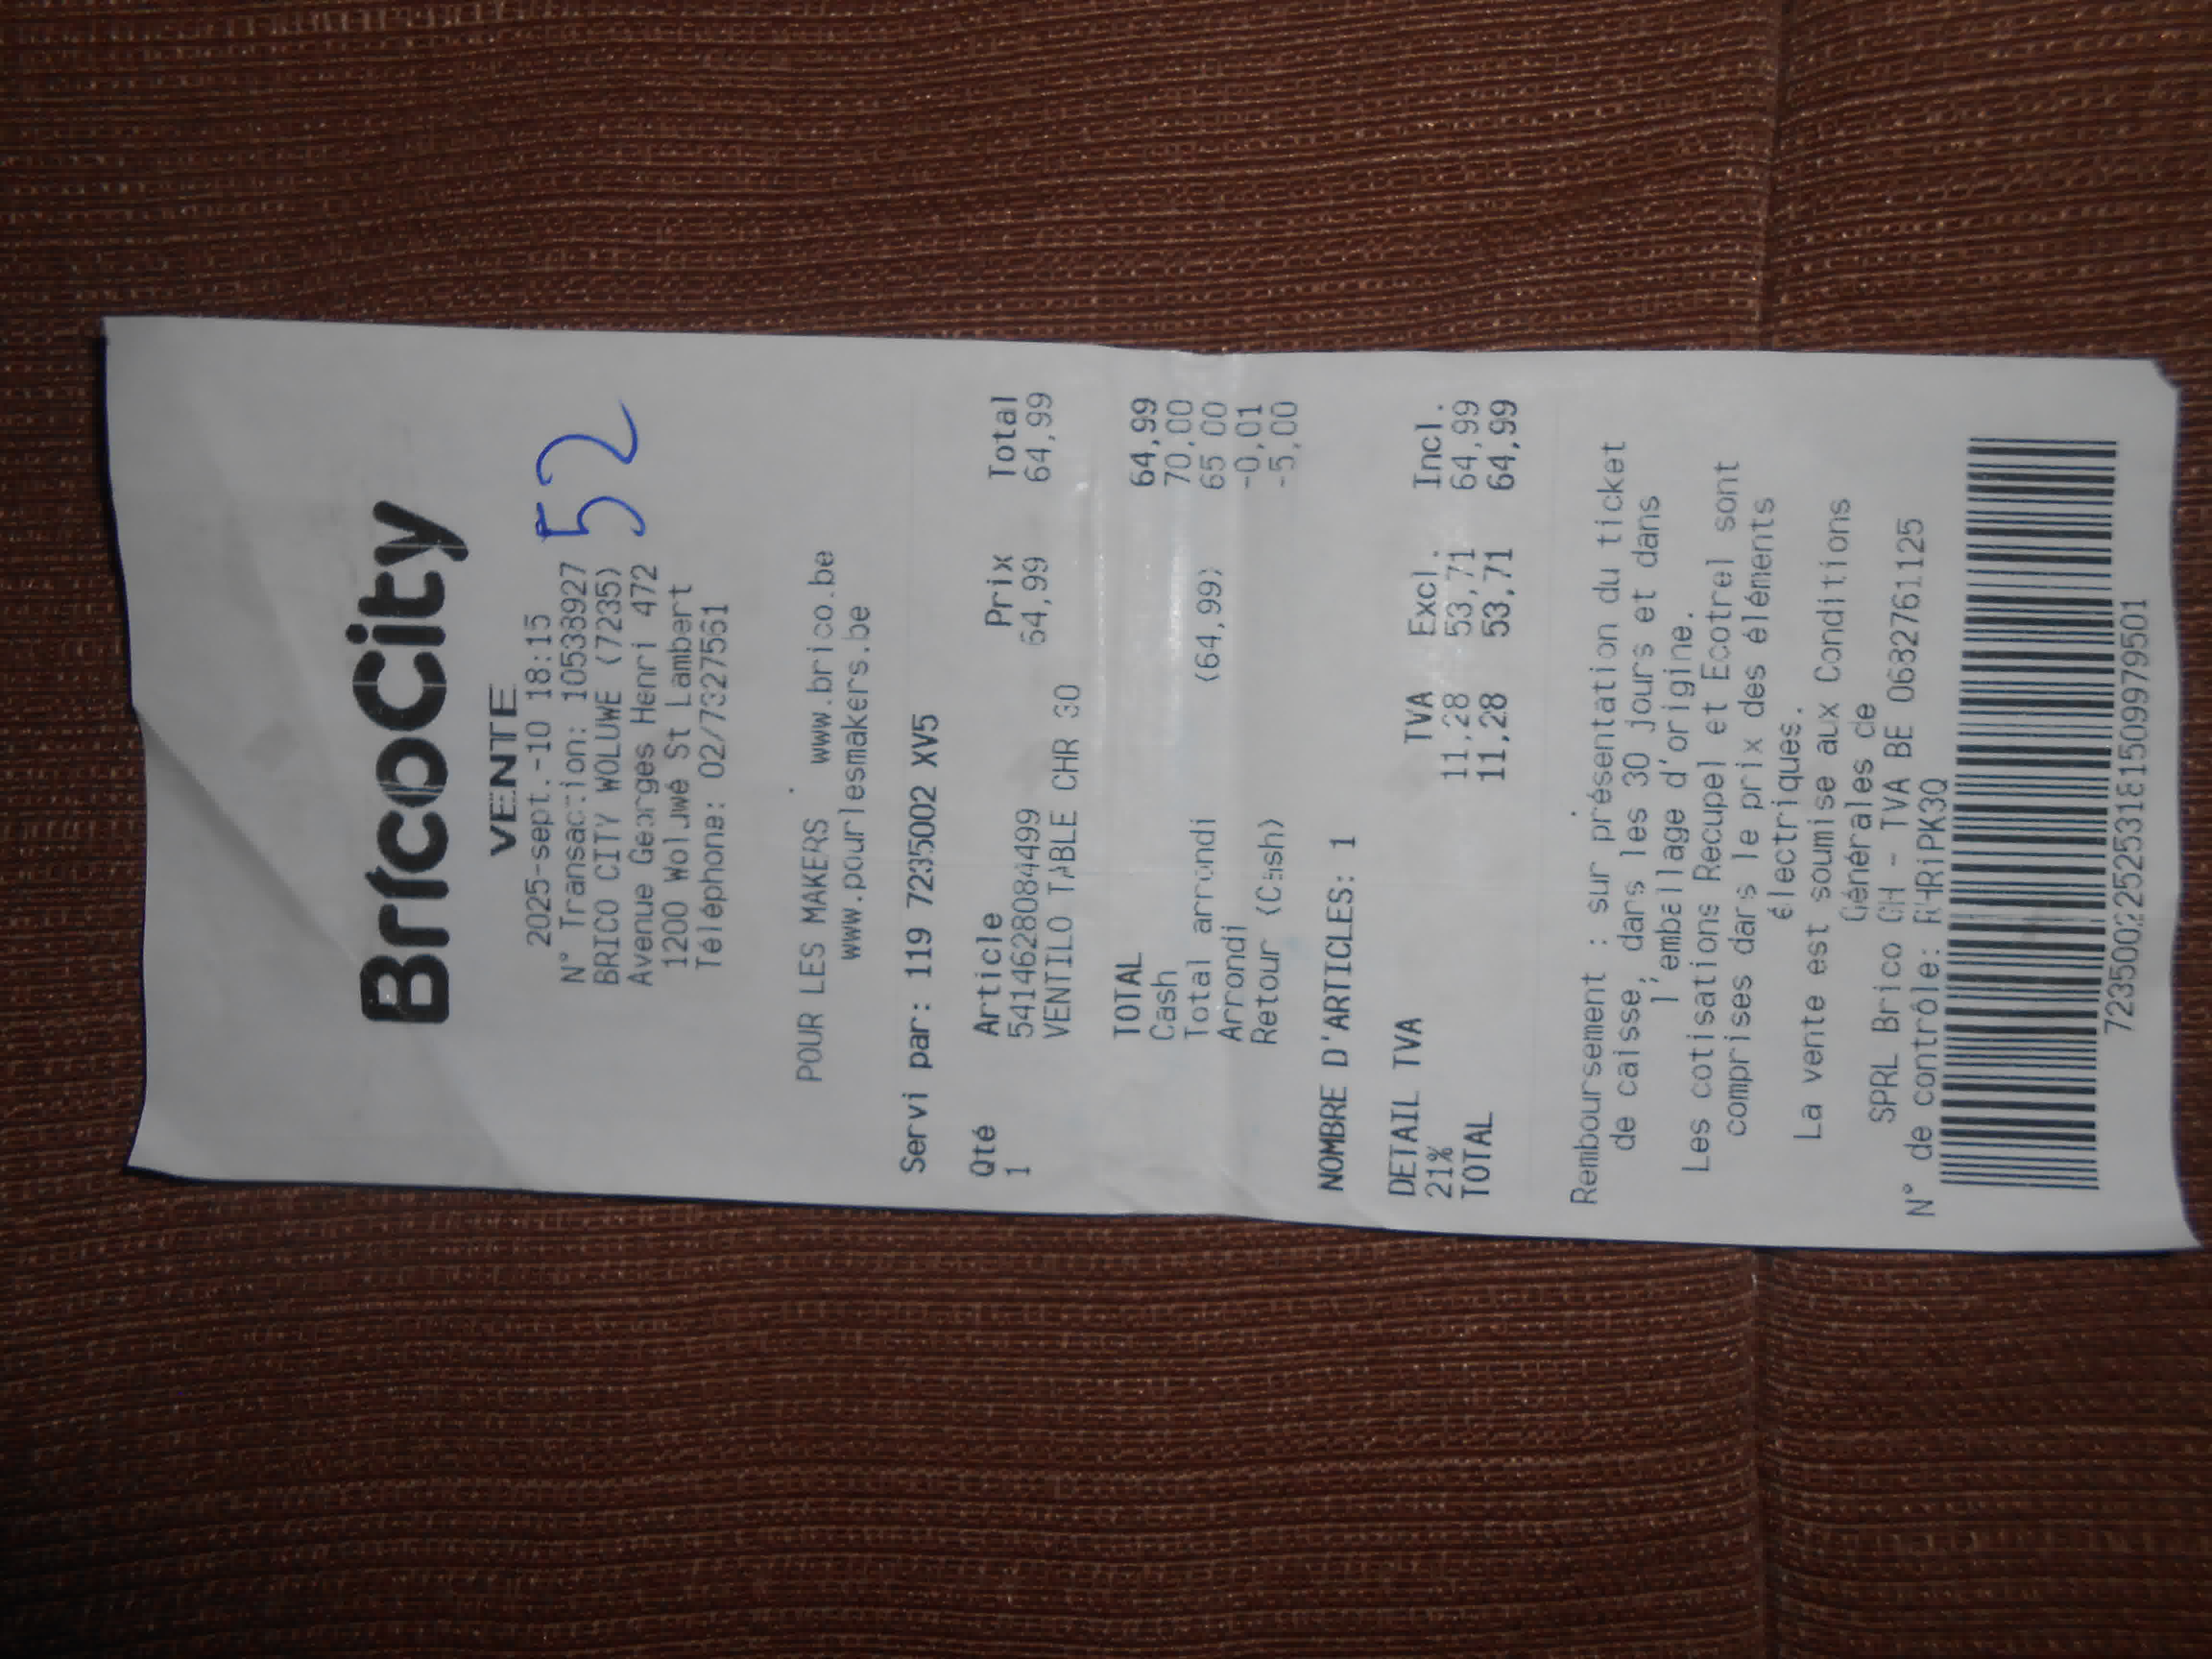 BricoCity
VENTE
2025-sept.-10 18:15
N° Transaction: 10538927
52
BRICO CITY WOLUWE (7235)
Avenue Georges Henri 472
1200 Woluwé St Lambert
Téléphone: 02/7327561
POUR LES MAKERS www.brico.be
www.pourlesmakers.be
Servi par: 119 7235002 XV5
Qté Article Prix Total
1 5414628084499 64,99 64,99
VENTILO TABLE CHR 30
TOTAL 64,99
Cash 70,00
Total arrondi (64,99) 65,00
Arrondi -0,01
Retour (Cash) -5,00
NOMBRE D'ARTICLES: 1
DETAIL TVA TVA Excl. Incl.
21% 11,28 53,71 64,99
TOTAL 11,28 53,71 64,99
Remboursement : sur présentation du ticket
de caisse, dans les 30 jours et dans
l'emballage d'origine.
Les cotisations Recupel et Ecotrel sont
comprises dans le prix des éléments
électriques.
La vente est soumise aux Conditions
Générales de
SPRL Brico GH - TVA BE 0632761125
N° de contrôle:
723500225253181509979501